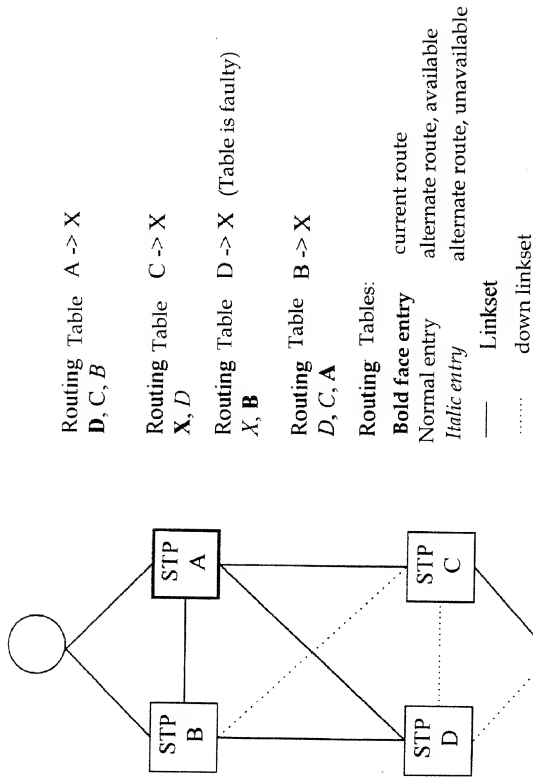 STP
A
STP
B
STP
C
STP
D
Routing Table A -> X
D, C, B
Routing Table C -> X
X, D
Routing Table D -> X (Table is faulty)
X, B
Routing Table B -> X
D, C, A
Routing Tables:
Bold face entry current route
Normal entry alternate route, available
Italic entry alternate route, unavailable
Linkset
down linkset